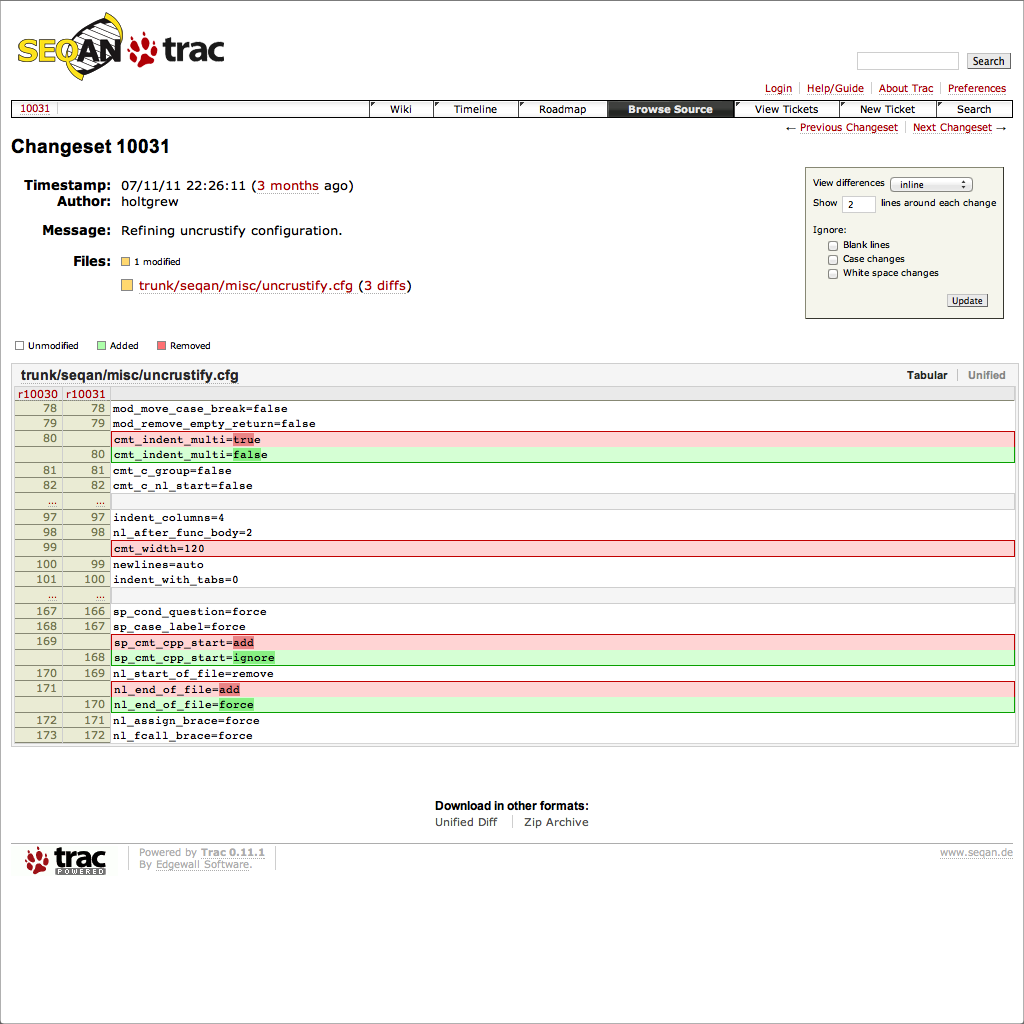 SEQAN trac
Search
Login Help/Guide About Trac Preferences
10031 Wiki Timeline Roadmap Browse Source View Tickets New Ticket Search
← Previous Changeset Next Changeset →
Changeset 10031
Timestamp: 07/11/11 22:26:11 (3 months ago)
Author: holtgrew
Message: Refining uncrustify configuration.
Files: 1 modified
trunk/seqan/misc/uncrustify.cfg (3 diffs)
View differences inline
Show 2 lines around each change
Ignore:
Blank lines
Case changes
White space changes
Update
Unmodified Added Removed
trunk/seqan/misc/uncrustify.cfg Tabular Unified
r10030 r10031
78 78 mod_move_case_break=false
79 79 mod_remove_empty_return=false
80 cmt_indent_multi=true
80 cmt_indent_multi=false
81 81 cmt_c_group=false
82 82 cmt_c_nl_start=false
… …
97 97 indent_columns=4
98 98 nl_after_func_body=2
99 cmt_width=120
100 99 newlines=auto
101 100 indent_with_tabs=0
… …
167 166 sp_cond_question=force
168 167 sp_case_label=force
169 sp_cmt_cpp_start=add
168 sp_cmt_cpp_start=ignore
170 169 nl_start_of_file=remove
171 nl_end_of_file=add
170 nl_end_of_file=force
172 171 nl_assign_brace=force
173 172 nl_fcall_brace=force
Download in other formats:
Unified Diff Zip Archive
trac POWERED
Powered by Trac 0.11.1
By Edgewall Software.
www.seqan.de